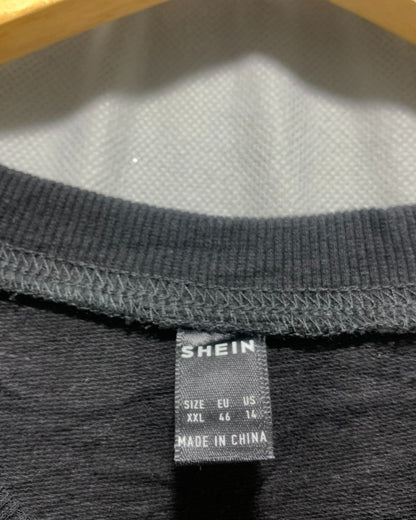 SHEIN
SIZE EU US
XXL 46 14
MADE IN CHINA